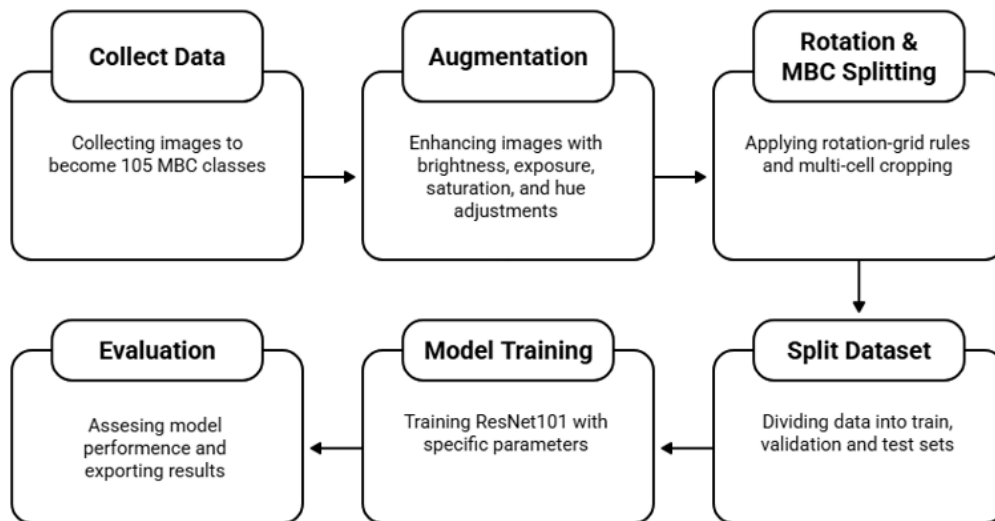 Collect Data
Collecting images to
become 105 MBC classes
Augmentation
Enhancing images with
brightness, exposure,
saturation, and hue
adjustments
Rotation &
MBC Splitting
Applying rotation-grid rules
and multi-cell cropping
Split Dataset
Dividing data into train,
validation and test sets
Model Training
Training ResNet101 with
specific parameters
Evaluation
Assesing model
performence and
exporting results